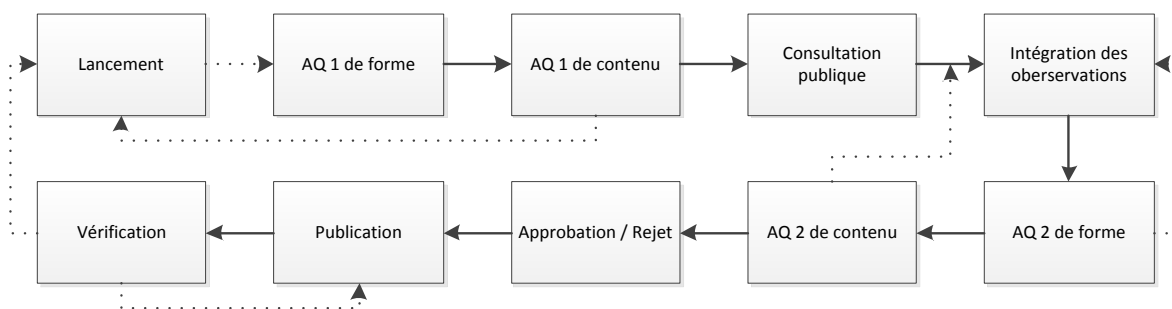 Lancement
AQ 1 de forme
AQ 1 de contenu
Consultation
publique
Intégration des
oberservations
Vérification
Publication
Approbation / Rejet
AQ 2 de contenu
AQ 2 de forme